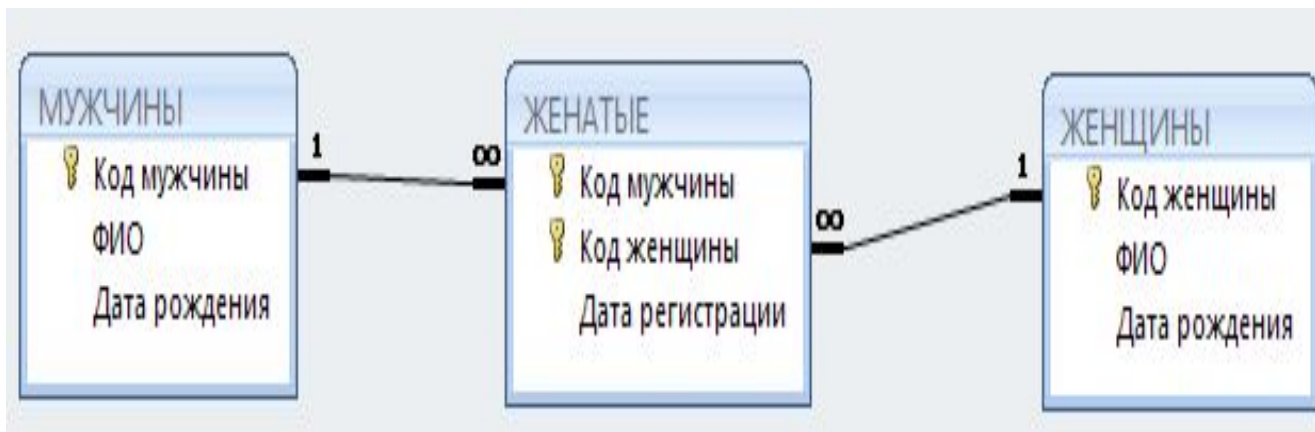 МУЖЧИНЫ
Код мужчины
ФИО
Дата рождения
1
∞
ЖЕНАТЫЕ
Код мужчины
Код женщины
Дата регистрации
∞
1
ЖЕНЩИНЫ
Код женщины
ФИО
Дата рождения